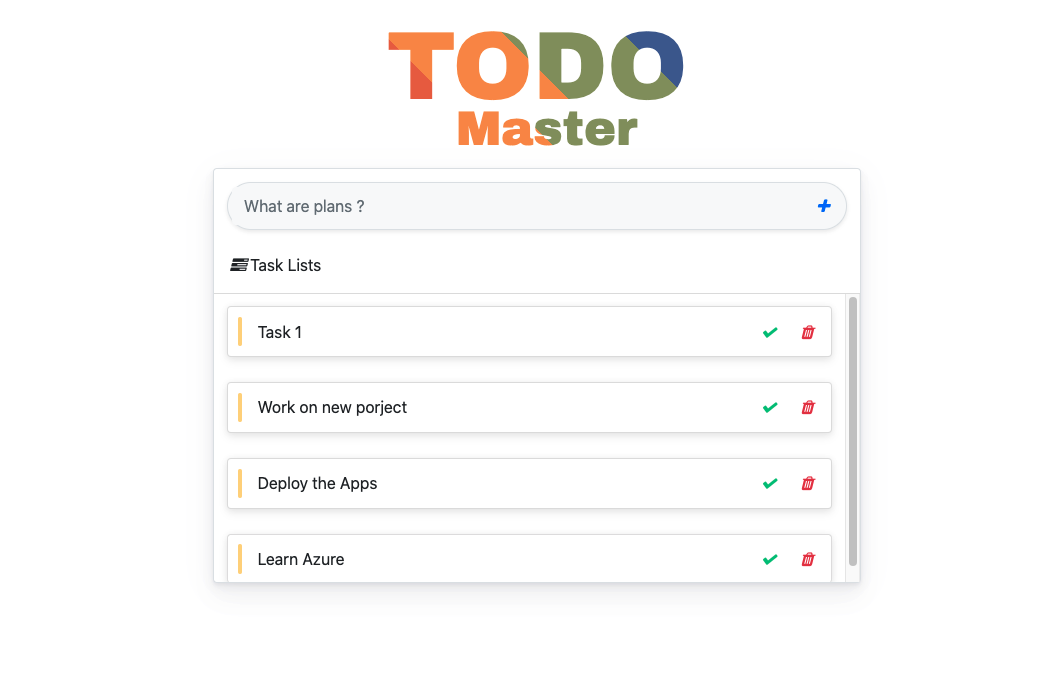 TODO
Master
What are plans ?
Task Lists
Task 1
Work on new porject
Deploy the Apps
Learn Azure